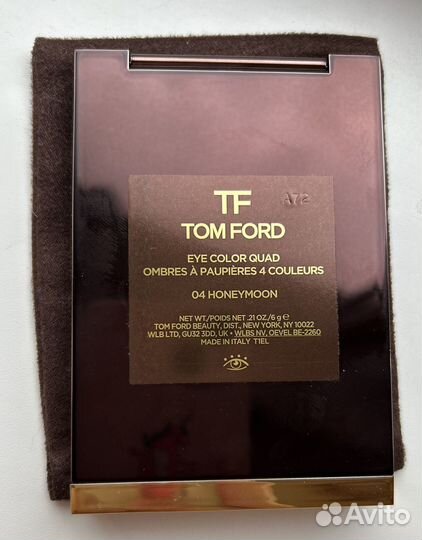 TF
A72
TOM FORD
EYE COLOR QUAD
OMBRES À PAUPIÈRES 4 COULEURS
04 HONEYMOON
NET WT./POIDS NET .21 OZ./6 g ℮
TOM FORD BEAUTY, DIST., NEW YORK, NY 10022
WLB LTD, GU32 3DD, UK • WLBS NV, OEVEL BE-2260
MADE IN ITALY TIEL
Avito